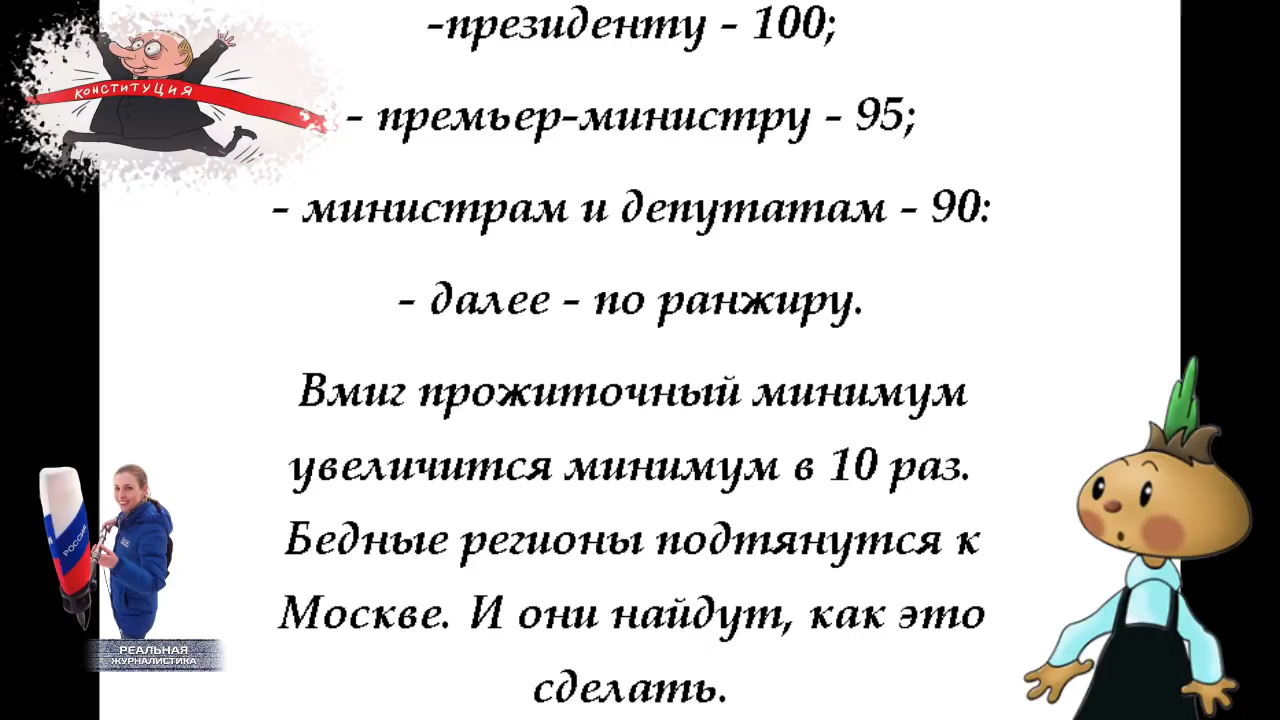 -президенту - 100;
КОНСТИТУЦИЯ
- премьер-министру - 95;
- министрам и депутатам - 90:
- далее - по ранжиру.
Вмиг прожиточный минимум
увеличится минимум в 10 раз.
Бедные регионы подтянутся к
РОССИЯ
Москве. И они найдут, как это
РЕАЛЬНАЯ
ЖУРНАЛИСТИКА
сделать.